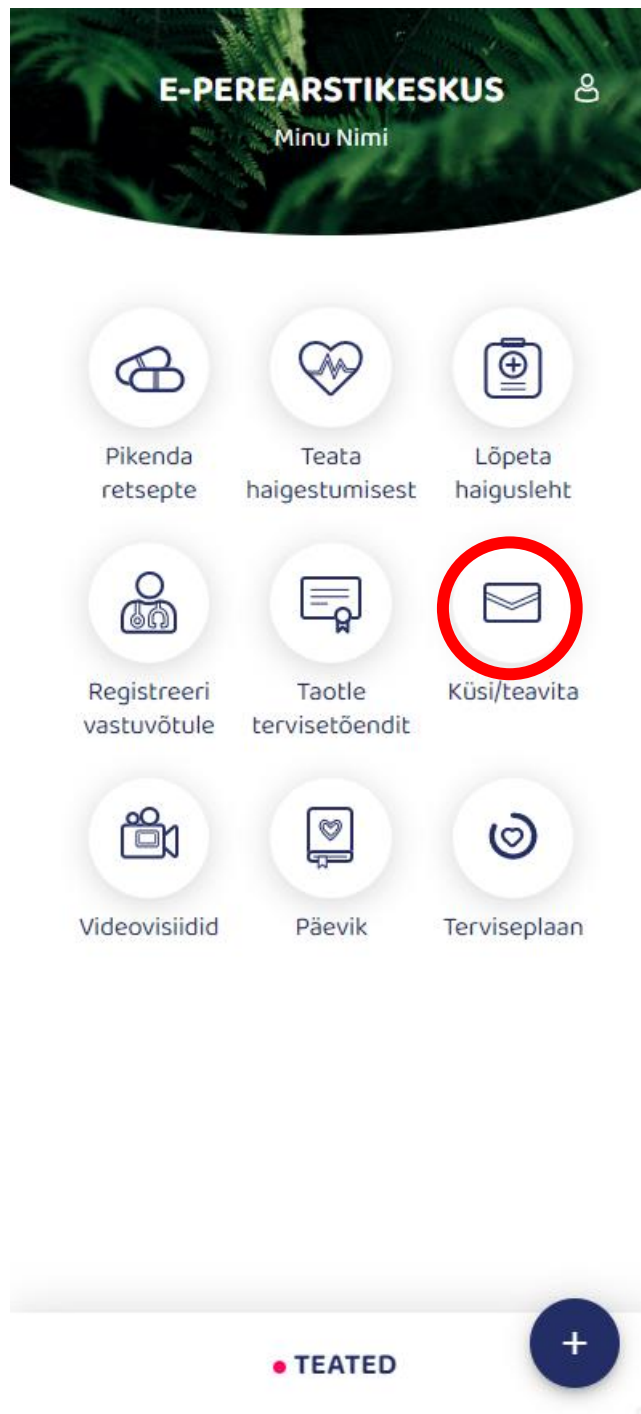 E-PEREARSTIKESKUS
Minu Nimi
Pikenda
retsepte
Teata
haigestumisest
Lõpeta
haigusleht
Registreeri
vastuvõtule
Taotle
tervisetõendit
Küsi/teavita
Videovisiidid
Päevik
Terviseplaan
TEATED